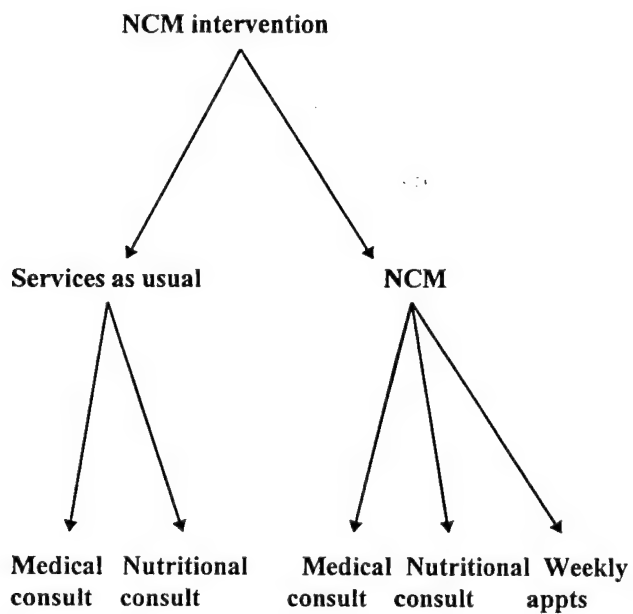 NCM intervention
Services as usual NCM
Medical Nutritional Medical Nutritional Weekly
consult consult consult consult appts